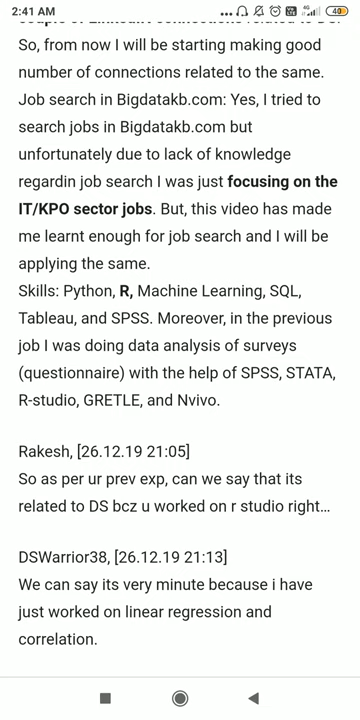 2:41 AM
4G
40
So, from now I will be starting making good
number of connections related to the same.
Job search in Bigdatakb.com: Yes, I tried to
search jobs in Bigdatakb.com but
unfortunately due to lack of knowledge
regardin job search I was just focusing on the
IT/KPO sector jobs. But, this video has made
me learnt enough for job search and I will be
applying the same.
Skills: Python, R, Machine Learning, SQL,
Tableau, and SPSS. Moreover, in the previous
job I was doing data analysis of surveys
(questionnaire) with the help of SPSS, STATA,
R-studio, GRETLE, and Nvivo.
Rakesh, [26.12.19 21:05]
So as per ur prev exp, can we say that its
related to DS bcz u worked on r studio right...
DSWarrior38, [26.12.19 21:13]
We can say its very minute because i have
just worked on linear regression and
correlation.